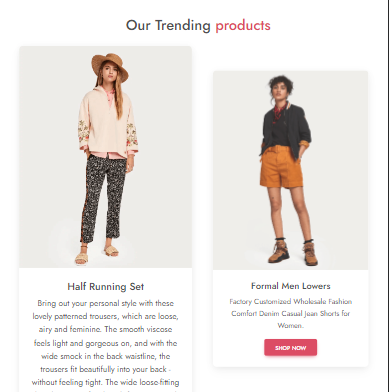 Our Trending products
Half Running Set
Bring out your personal style with these
lovely patterned trousers, which are loose,
airy and feminine. The smooth viscose
feels light and gorgeous on, and with the
wide smock in the back waistline, the
trousers fit beautifully into your back -
without feeling tight. The wide loose-fitting
Formal Men Lowers
Factory Customized Wholesale Fashion
Comfort Denim Casual Jean Shorts for
Women.
SHOP NOW